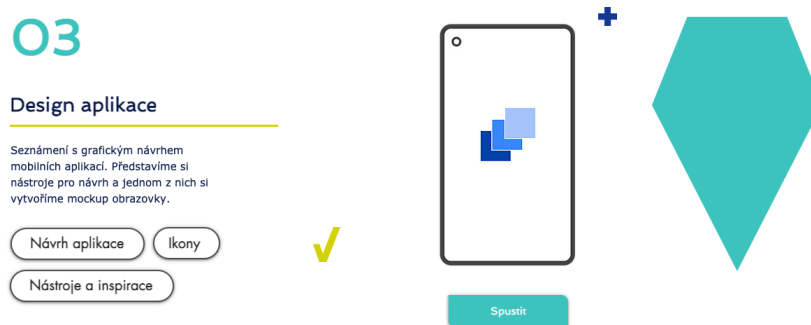 03
Design aplikace
Seznámení s grafickým návrhem
mobilních aplikací. Představíme si
nástroje pro návrh a jednom z nich si
vytvoříme mockup obrazovky.
Návrh aplikace
Ikony
Nástroje a inspirace
Spustit